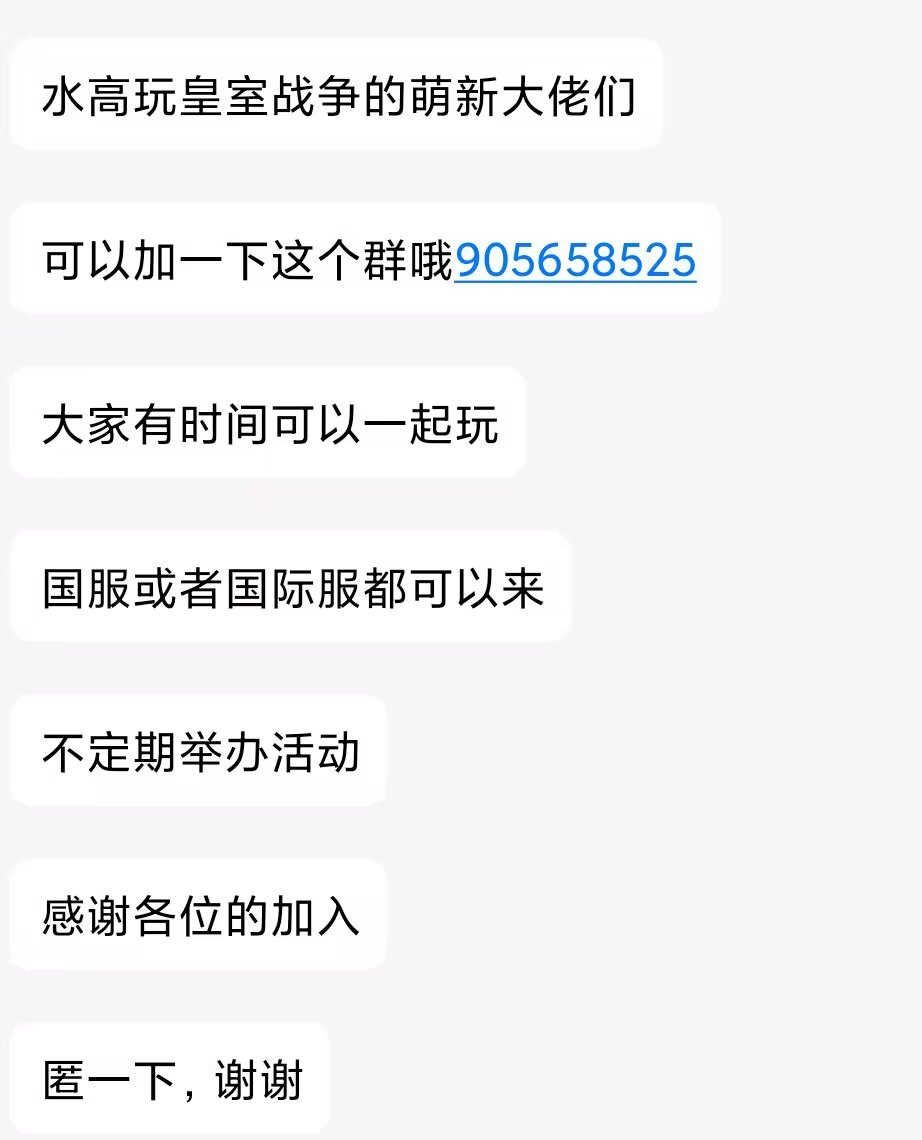 水高玩皇室战争的萌新大佬们
可以加一下这个群哦905658525
大家有时间可以一起玩
国服或者国际服都可以来
不定期举办活动
感谢各位的加入
匿一下，谢谢